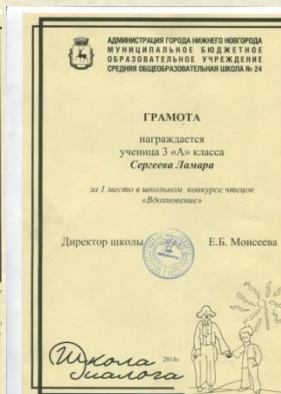 АДМИНИСТРАЦИЯ ГОРОДА НИЖНЕГО НОВГОРОДА
МУНИЦИПАЛЬНОЕ БЮДЖЕТНОЕ
ОБРАЗОВАТЕЛЬНОЕ УЧРЕЖДЕНИЕ
СРЕДНЯЯ ОБЩЕОБРАЗОВАТЕЛЬНАЯ ШКОЛА № 24
ГРАМОТА
награждается
ученица 3 «А» класса
Сергеева Ламара
за 1 место в школьном конкурсе чтецов
«Вдохновение»
Директор школы Е.Б. Моисеева
Школа 2014г.
диалога